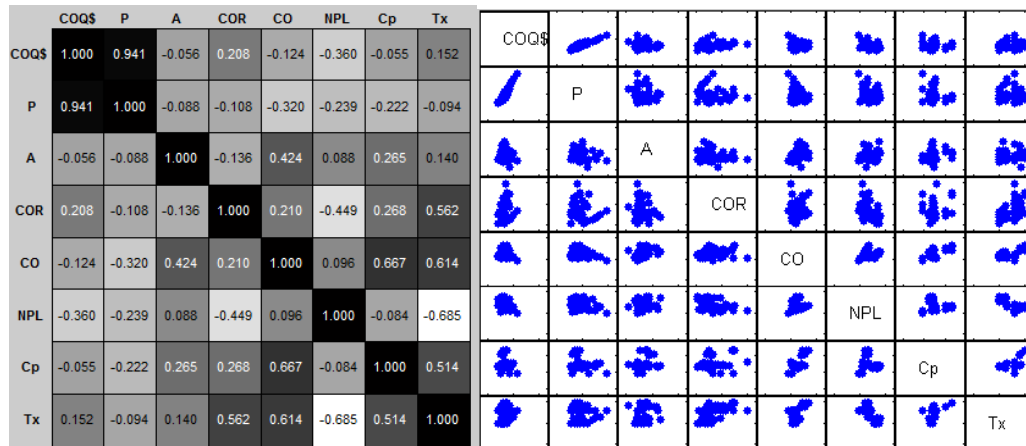 COQ$ P A COR CO NPL Cp Tx
COQ$ 1.000 0.941 -0.056 0.208 -0.124 -0.360 -0.055 0.152
P 0.941 1.000 -0.088 -0.108 -0.320 -0.239 -0.222 -0.094
A -0.056 -0.088 1.000 -0.136 0.424 0.088 0.265 0.140
COR 0.208 -0.108 -0.136 1.000 0.210 -0.449 0.268 0.562
CO -0.124 -0.320 0.424 0.210 1.000 0.096 0.667 0.614
NPL -0.360 -0.239 0.088 -0.449 0.096 1.000 -0.084 -0.685
Cp -0.055 -0.222 0.265 0.268 0.667 -0.084 1.000 0.514
Tx 0.152 -0.094 0.140 0.562 0.614 -0.685 0.514 1.000
COQ$
P
A
COR
CO
NPL
Cp
Tx